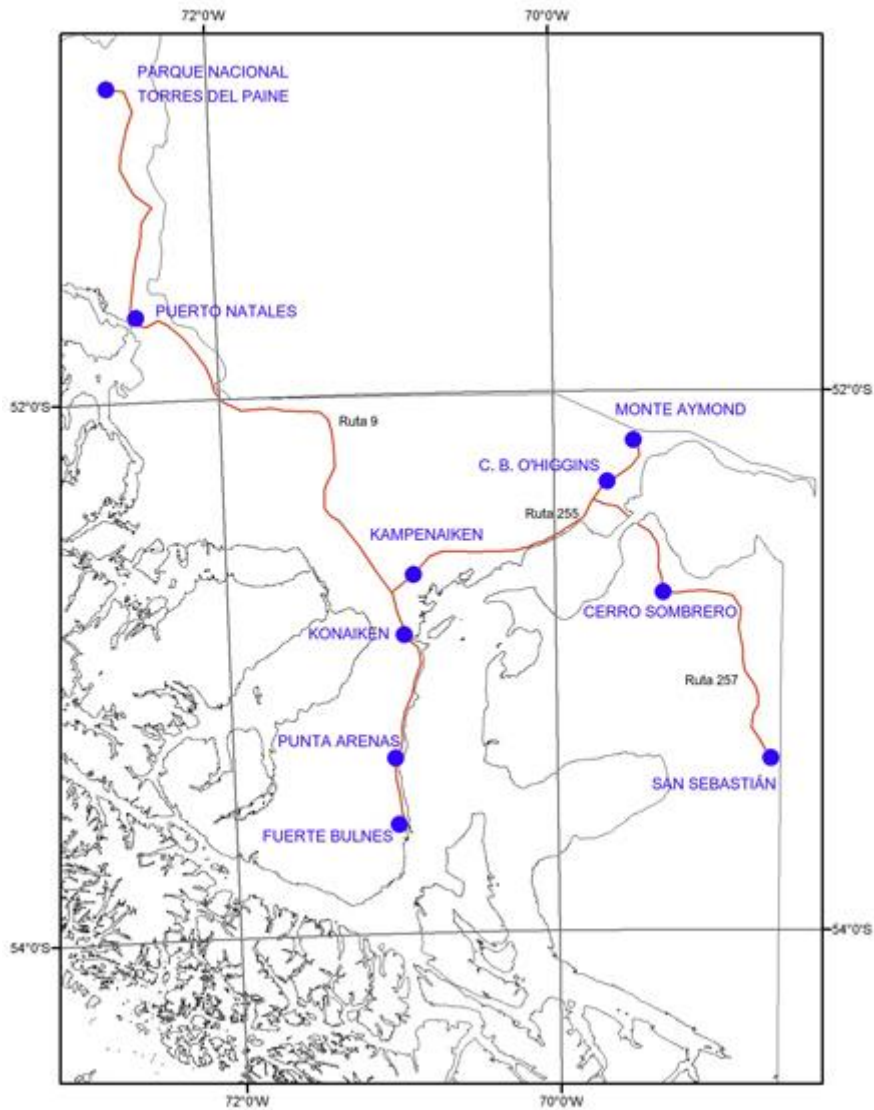 72°0'W
70°0'W
PARQUE NACIONAL
TORRES DEL PAINE
PUERTO NATALES
52°0'S
52°0'S
MONTE AYMOND
Ruta 9
C. B. O'HIGGINS
Ruta 255
KAMPENAIKEN
CERRO SOMBRERO
KONAIKEN
Ruta 257
PUNTA ARENAS
SAN SEBASTIÁN
FUERTE BULNES
54°0'S
54°0'S
72°0'W
70°0'W